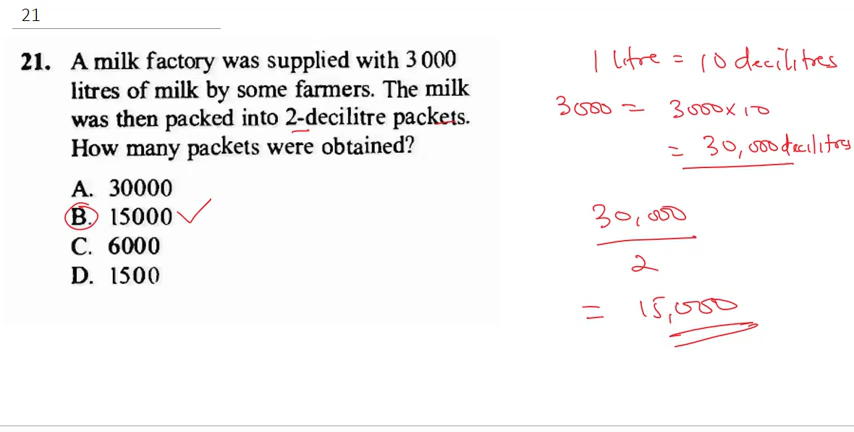 21
21. A milk factory was supplied with 3 000
litres of milk by some farmers. The milk
was then packed into 2-decilitre packets.
How many packets were obtained?
A. 30000
B. 15000
C. 6000
D. 1500
1 litre = 10 decilitres
3000 = 3000 x 10
= 30,000 decilitres
30,000
2
= 15,000